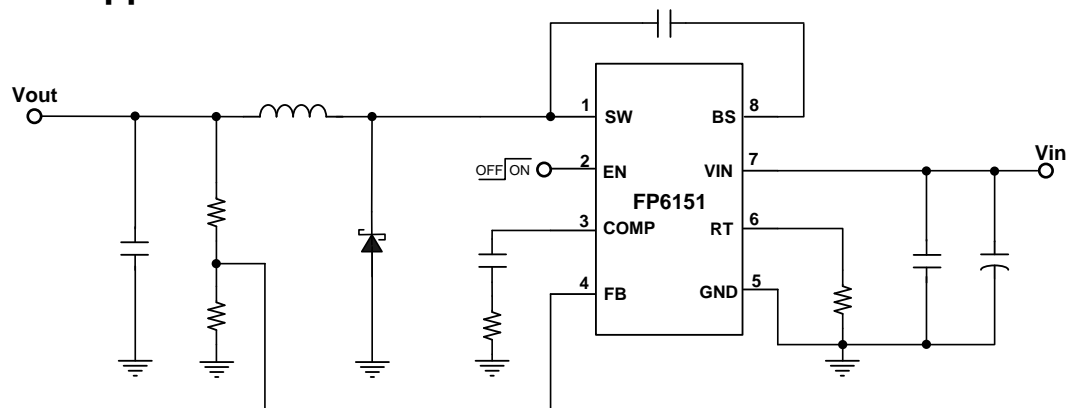 Vout
1
SW
BS
8
OFF ON
2
EN
VIN
7
Vin
FP6151
3
COMP
RT
6
4
FB
GND
5